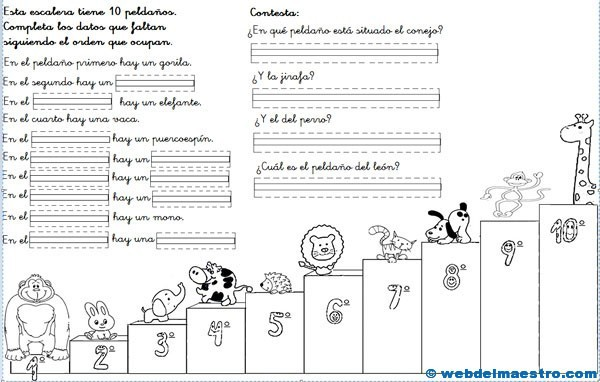 Esta escalera tiene 10 peldaños.
Completa los datos que faltan
siguiendo el orden que ocupan.
En el peldaño primero hay un gorila.
En el segundo hay un
En el hay un elefante.
En el cuarto hay una vaca.
En el hay un puercoespín.
En el hay un
En el hay un
En el hay un
En el hay un mono.
En el hay una
Contesta:
¿En qué peldaño está situado el conejo?
¿Y la jirafa?
¿Y el del perro?
¿Cuál es el peldaño del león?
1º
2º
3º
4º
5º
6º
7º
8º
9º
10º
© webdelmaestro.com